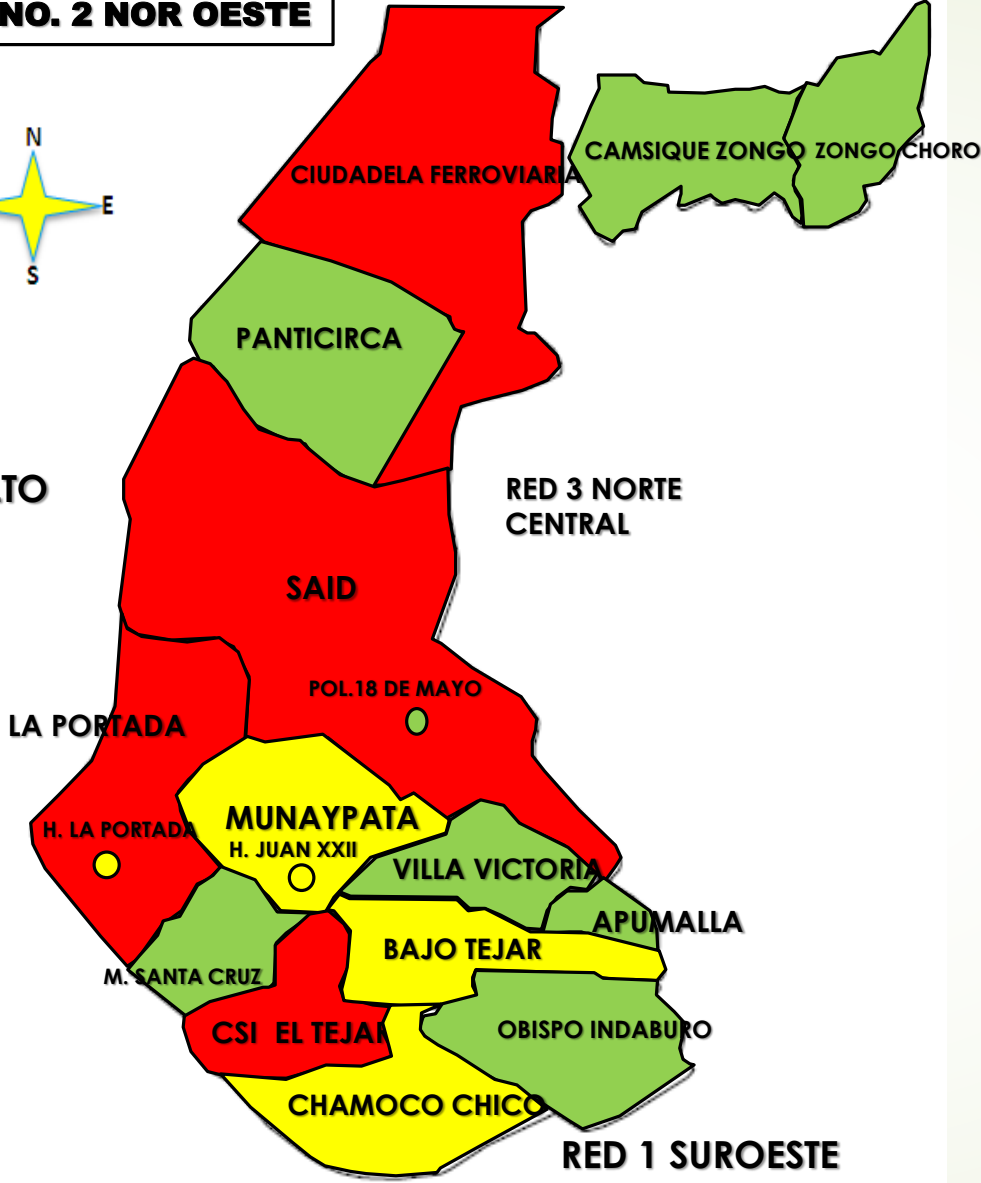 NO. 2 NOR OESTE
N
E
S
CAMSIQUE ZONGO
ZONGO CHORO
CIUDADELA FERROVIARIA
PANTICIRCA
RED 3 NORTE
CENTRAL
SAID
POL.18 DE MAYO
LA PORTADA
MUNAYPATA
H. LA PORTADA
H. JUAN XXII
VILLA VICTORIA
APUMALLA
BAJO TEJAR
M. SANTA CRUZ
CSI EL TEJAR
OBISPO INDABURO
CHAMOCO CHICO
RED 1 SUROESTE